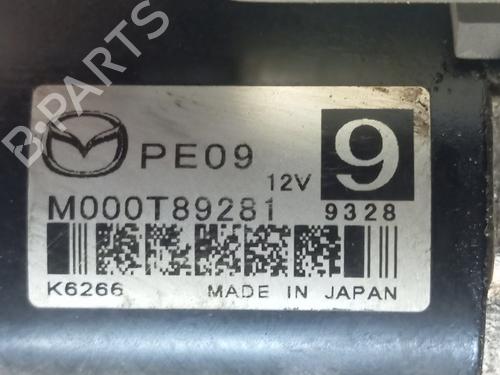 B-PARTS
PE09
12V
9
M000T89281
9328
K6266
MADE IN JAPAN